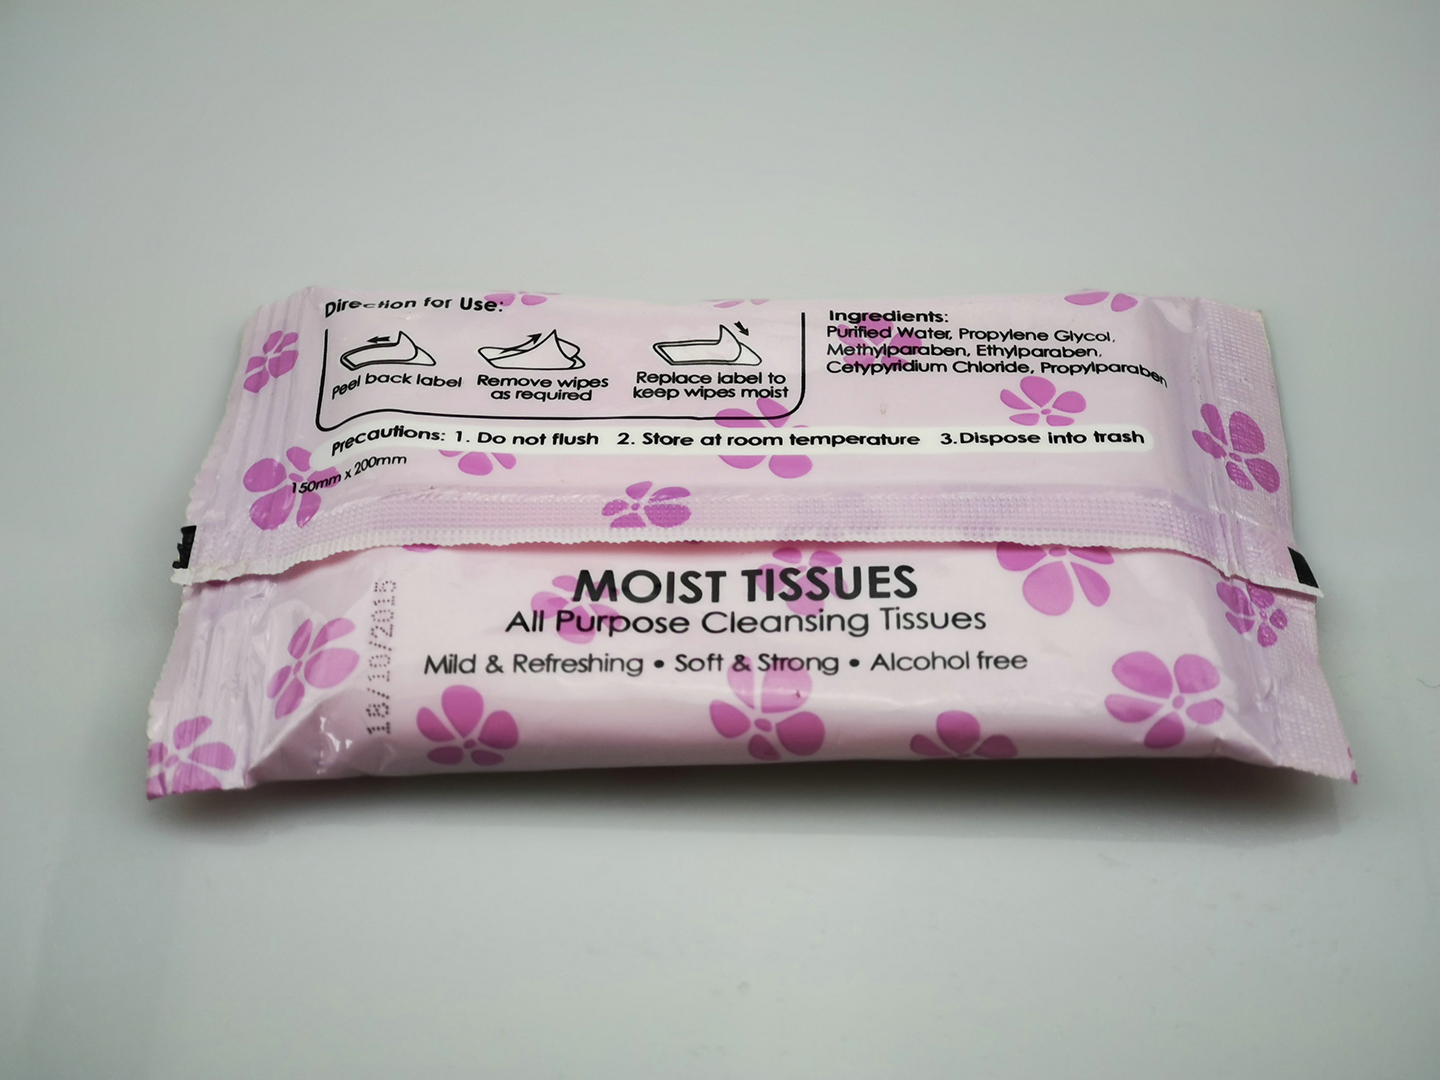 Direction for Use:
Peel back label
Remove wipes
as required
Replace label to
keep wipes moist
Ingredients:
Purified Water, Propylene Glycol,
Methylparaben, Ethylparaben,
Cetypyridium Chloride, Propylparaben
Precautions: 1. Do not flush 2. Store at room temperature 3.Dispose into trash
150mm x 200mm
MOIST TISSUES
All Purpose Cleansing Tissues
Mild & Refreshing • Soft & Strong • Alcohol free
18/10/2015